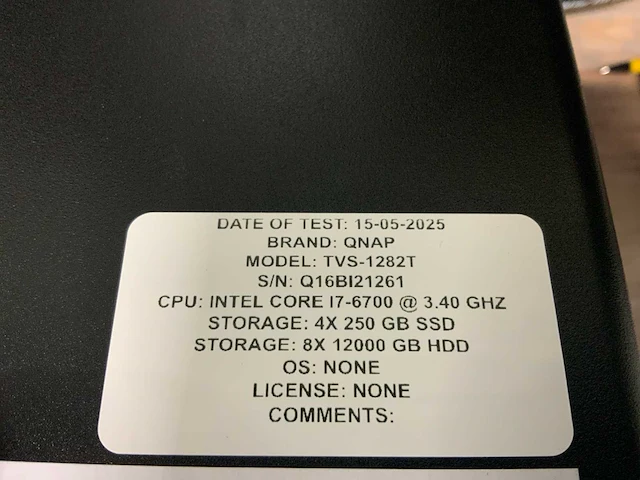 DATE OF TEST: 15-05-2025
BRAND: QNAP
MODEL: TVS-1282T
S/N: Q16BI21261
CPU: INTEL CORE I7-6700 @ 3.40 GHZ
STORAGE: 4X 250 GB SSD
STORAGE: 8X 12000 GB HDD
OS: NONE
LICENSE: NONE
COMMENTS: